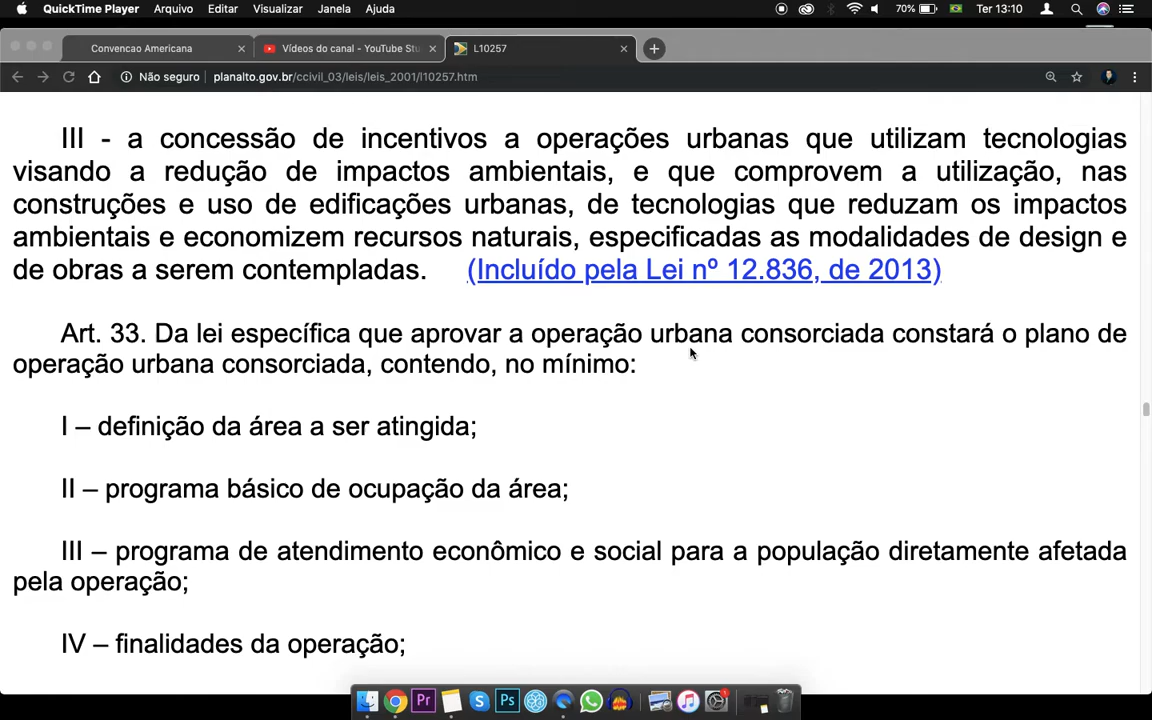 QuickTime Player Arquivo Editar Visualizar Janela Ajuda 70% Ter 13:10
Convencao Americana Vídeos do canal - YouTube Stu L10257
Não seguro planalto.gov.br/ccivil_03/leis/leis_2001/l10257.htm
III - a concessão de incentivos a operações urbanas que utilizam tecnologias
visando a redução de impactos ambientais, e que comprovem a utilização, nas
construções e uso de edificações urbanas, de tecnologias que reduzam os impactos
ambientais e economizem recursos naturais, especificadas as modalidades de design e
de obras a serem contempladas. (Incluído pela Lei nº 12.836, de 2013)
Art. 33. Da lei específica que aprovar a operação urbana consorciada constará o plano de
operação urbana consorciada, contendo, no mínimo:
I – definição da área a ser atingida;
II – programa básico de ocupação da área;
III – programa de atendimento econômico e social para a população diretamente afetada
pela operação;
IV – finalidades da operação;
Pr S Ps